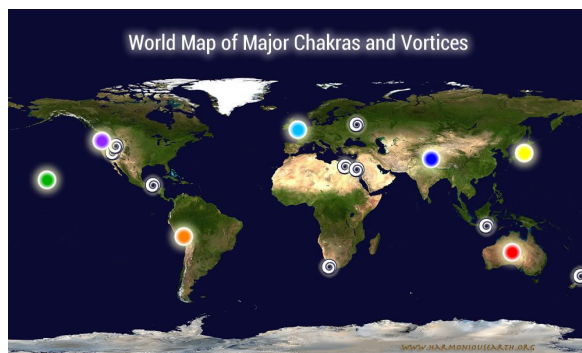 World Map of Major Chakras and Vortices
WWW.HARMONIOUSEARTH.ORG